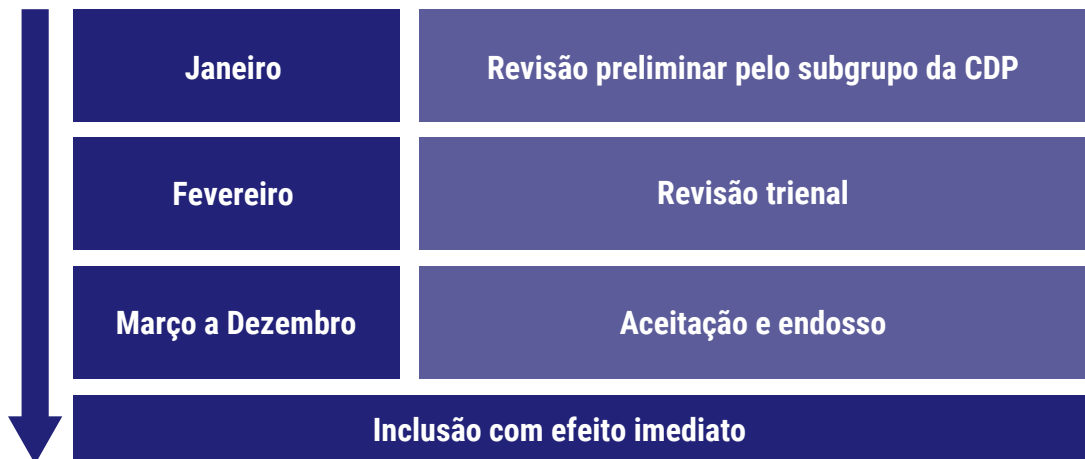 Janeiro
Revisão preliminar pelo subgrupo da CDP
Fevereiro
Revisão trienal
Março a Dezembro
Aceitação e endosso
Inclusão com efeito imediato